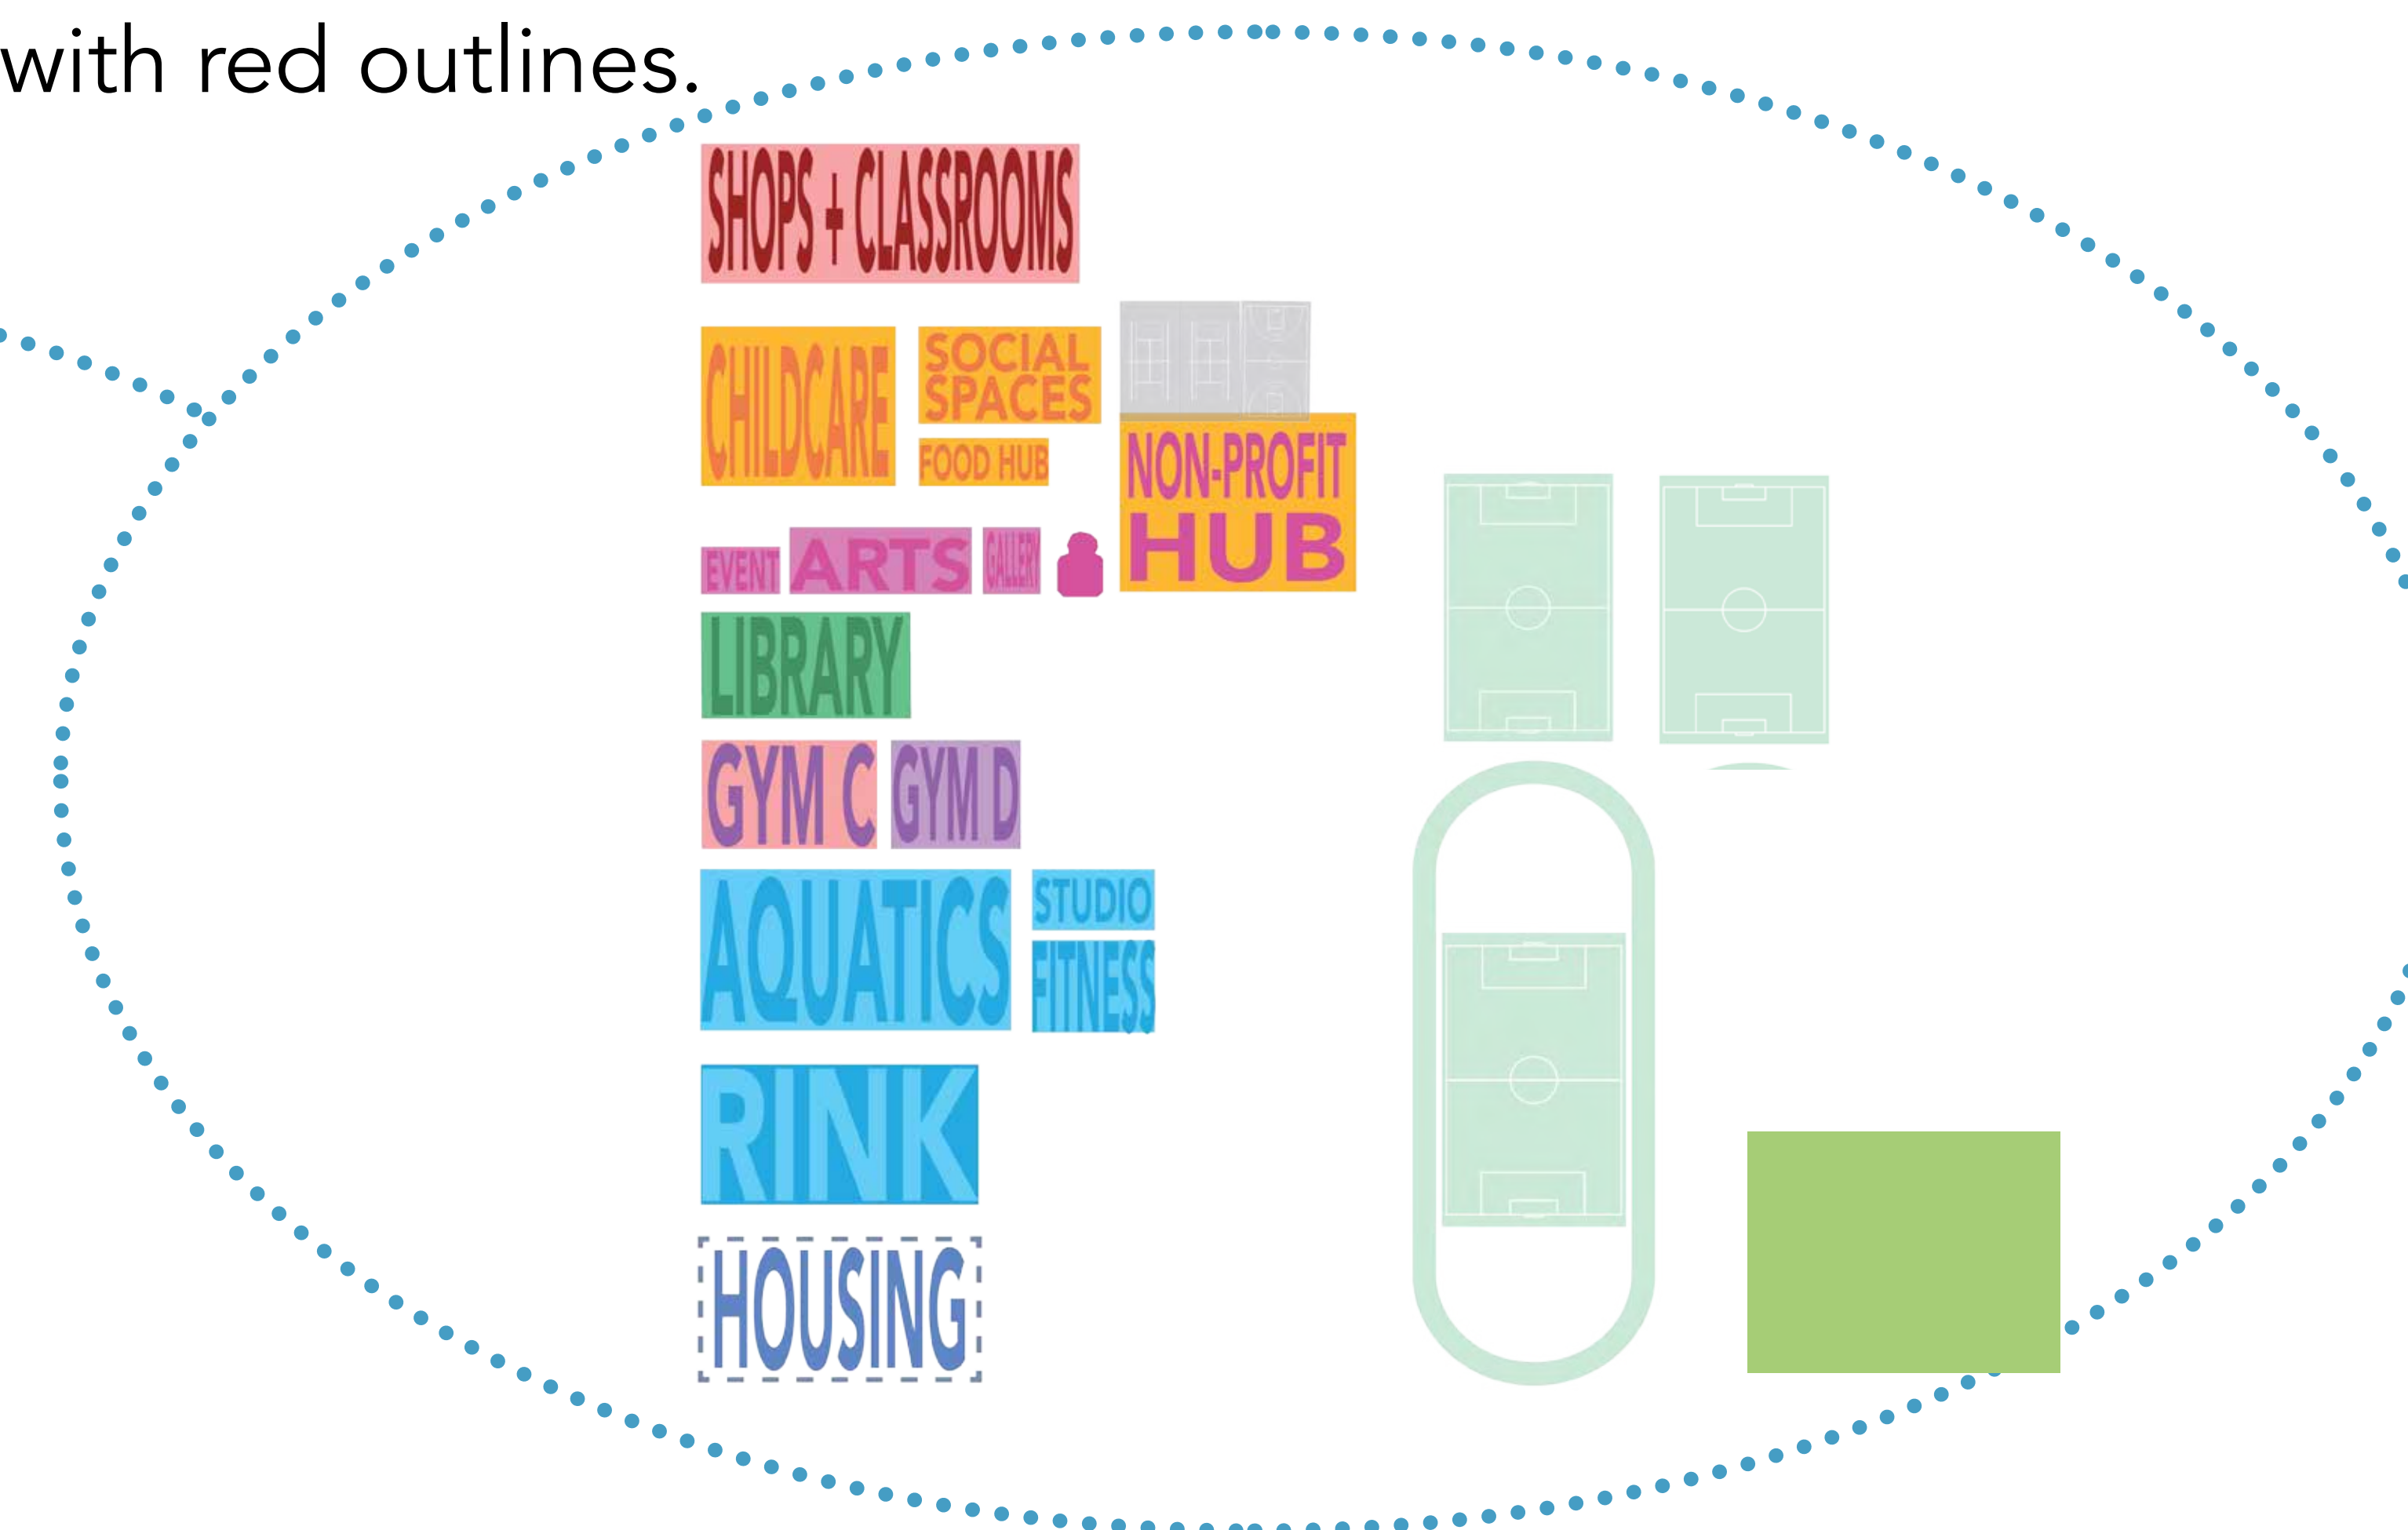 with red outlines.
SHOPS + CLASSROOMS
CHILDCARE
SOCIAL
SPACES
FOOD HUB
NON-PROFIT
HUB
EVENT
ARTS
GALLERY
LIBRARY
GYM C
GYM D
AQUATICS
STUDIO
FITNESS
RINK
HOUSING